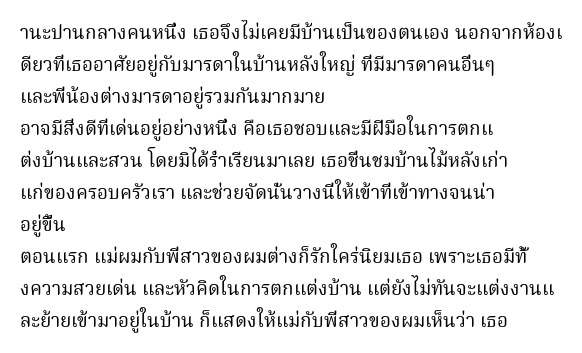 านะปานกลางคนหนึ่ง เธอจึงไม่เคยมีบ้านเป็นของตนเอง นอกจากห้องเ
ดียวที่เธออาศัยอยู่กับมารดาในบ้านหลังใหญ่ ที่มีมารดาคนอื่นๆ
และพี่น้องต่างมารดาอยู่รวมกันมากมาย
อาจมีสิ่งดีที่เด่นอยู่อย่างหนึ่ง คือเธอชอบและมีฝีมือในการตกแ
ต่งบ้านและสวน โดยมิได้ร่ำเรียนมาเลย เธอชื่นชมบ้านไม้หลังเก่า
แก่ของครอบครัวเรา และช่วยจัดนั่นวางนี่ให้เข้าที่เข้าทางจนน่า
อยู่ขึ้น
ตอนแรก แม่ผมกับพี่สาวของผมต่างก็รักใคร่นิยมเธอ เพราะเธอมีทั้
งความสวยเด่น และหัวคิดในการตกแต่งบ้าน แต่ยังไม่ทันจะแต่งงานแ
ละย้ายเข้ามาอยู่ในบ้าน ก็แสดงให้แม่กับพี่สาวของผมเห็นว่า เธอ